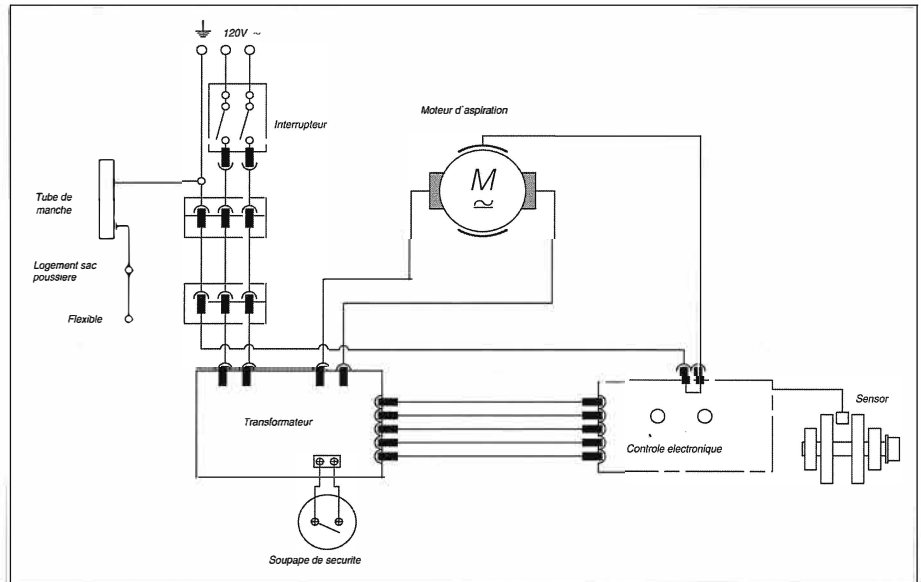 120V ~
Interrupteur
Moteur d'aspiration
M
~
Tube de
manche
Logement sac
poussiere
Flexible
Transformateur
Sensor
Controle electronique
Soupape de securite